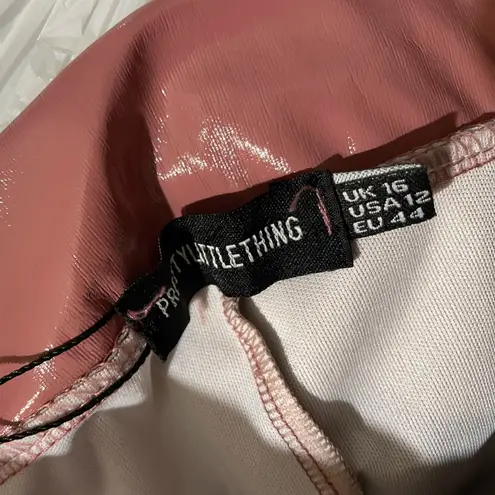 PRETTYLITTLETHING
UK 16
USA 12
EU 44